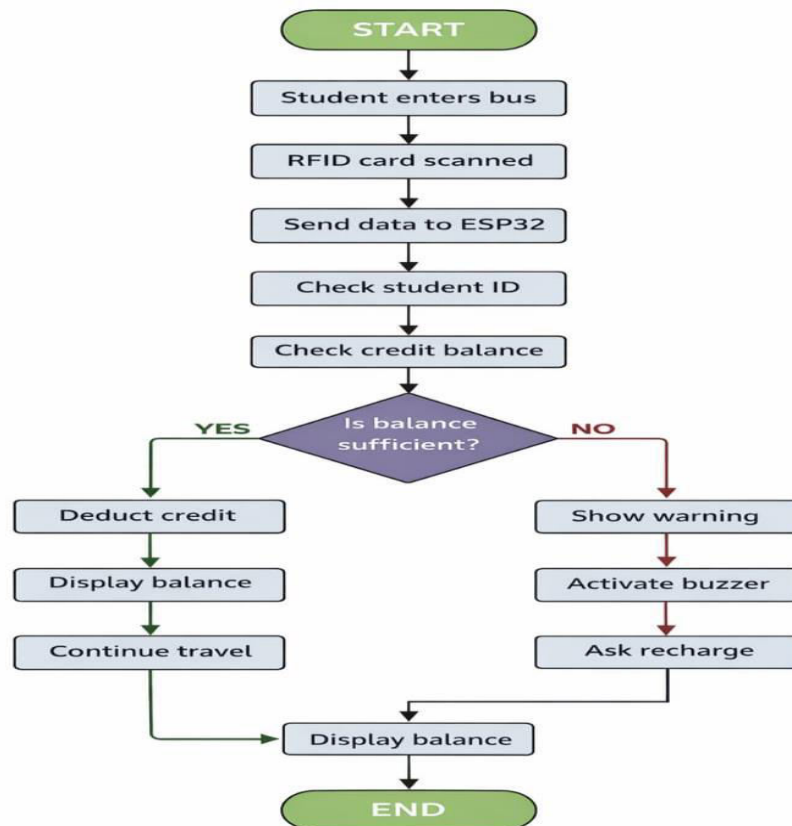 START
Student enters bus
RFID card scanned
Send data to ESP32
Check student ID
Check credit balance
Is balance
sufficient?
YES
NO
Deduct credit
Display balance
Continue travel
Show warning
Activate buzzer
Ask recharge
Display balance
END